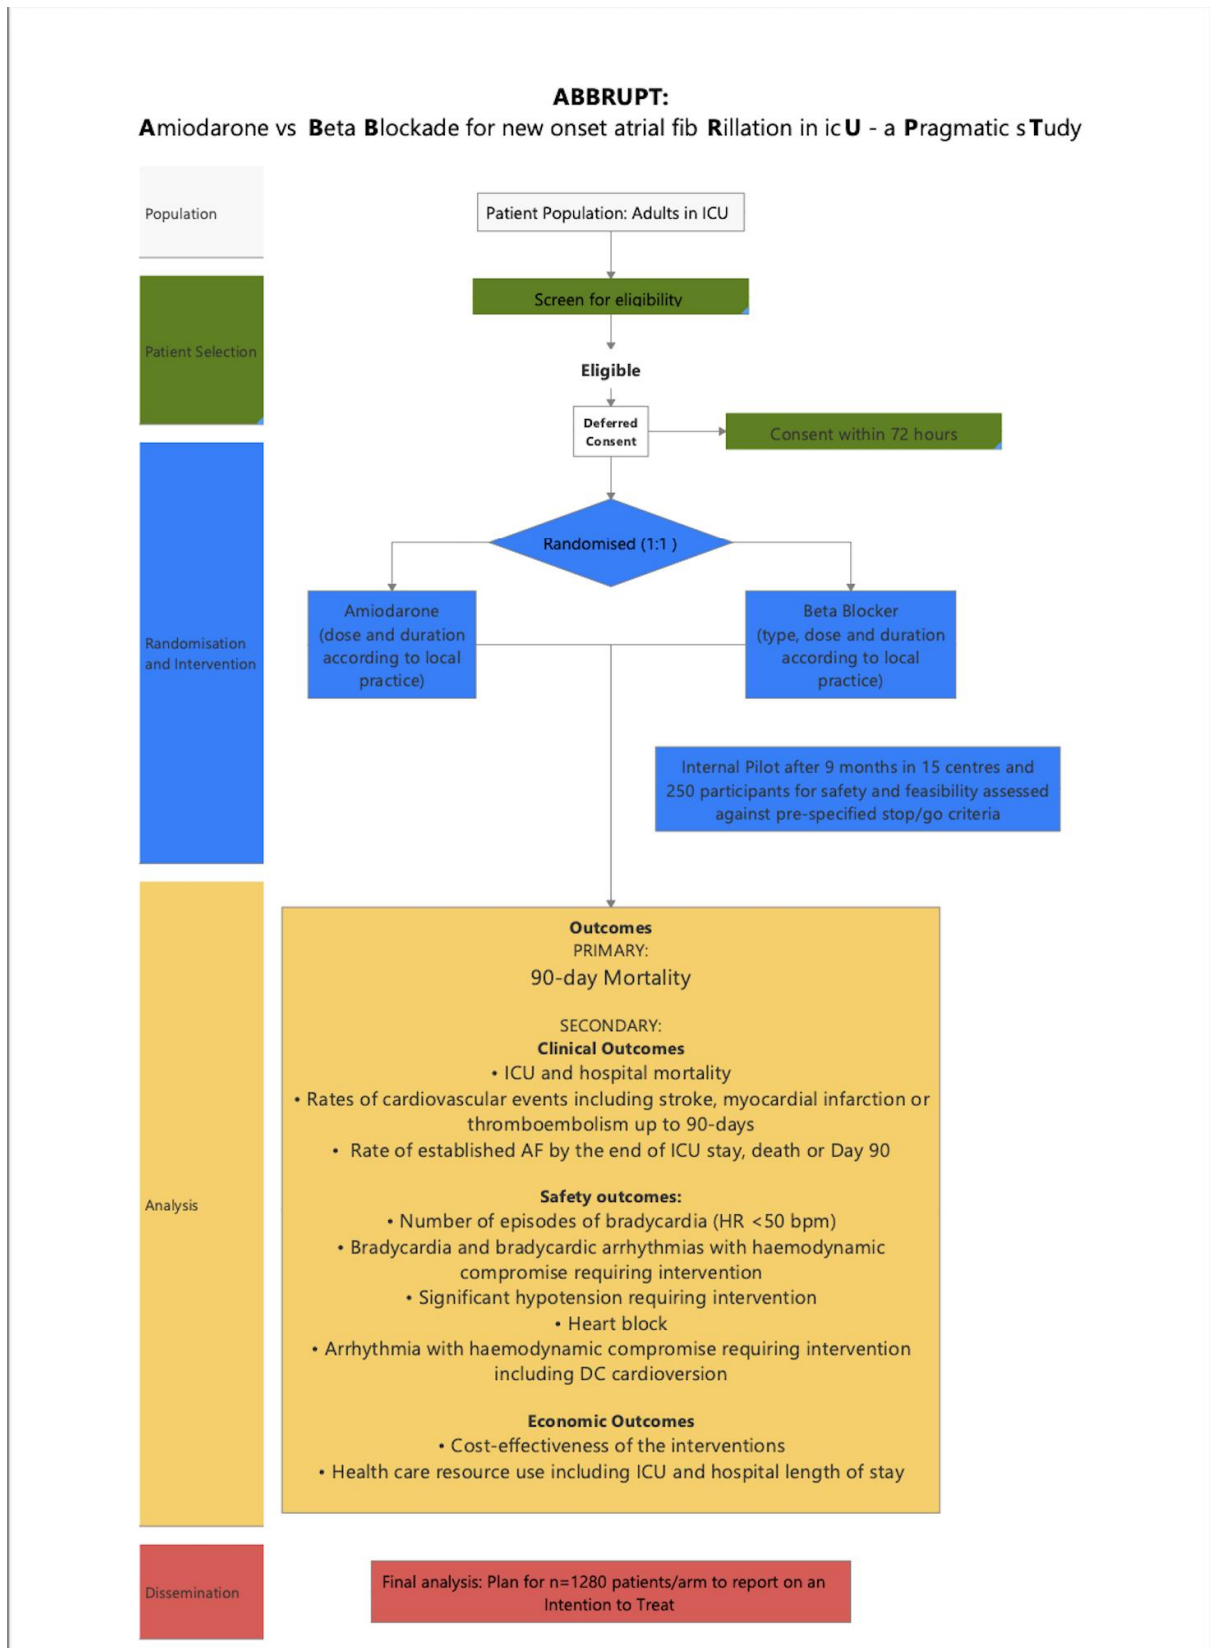 ABBRUPT:
Amiodarone vs Beta Blockade for new onset atrial fib Rillation in icU - a Pragmatic sTudy
Population
Patient Population: Adults in ICU
Patient Selection
Screen for eligibility
Eligible
Deferred
Consent
Consent within 72 hours
Randomisation
and Intervention
Randomised (1:1 )
Amiodarone
(dose and duration
according to local
practice)
Beta Blocker
(type, dose and duration
according to local
practice)
Internal Pilot after 9 months in 15 centres and
250 participants for safety and feasibility assessed
against pre-specified stop/go criteria
Analysis
Outcomes
PRIMARY:
90-day Mortality
SECONDARY:
Clinical Outcomes
• ICU and hospital mortality
• Rates of cardiovascular events including stroke, myocardial infarction or
thromboembolism up to 90-days
• Rate of established AF by the end of ICU stay, death or Day 90
Safety outcomes:
• Number of episodes of bradycardia (HR <50 bpm)
• Bradycardia and bradycardic arrhythmias with haemodynamic
compromise requiring intervention
• Significant hypotension requiring intervention
• Heart block
• Arrhythmia with haemodynamic compromise requiring intervention
including DC cardioversion
Economic Outcomes
• Cost-effectiveness of the interventions
• Health care resource use including ICU and hospital length of stay
Dissemination
Final analysis: Plan for n=1280 patients/arm to report on an
Intention to Treat